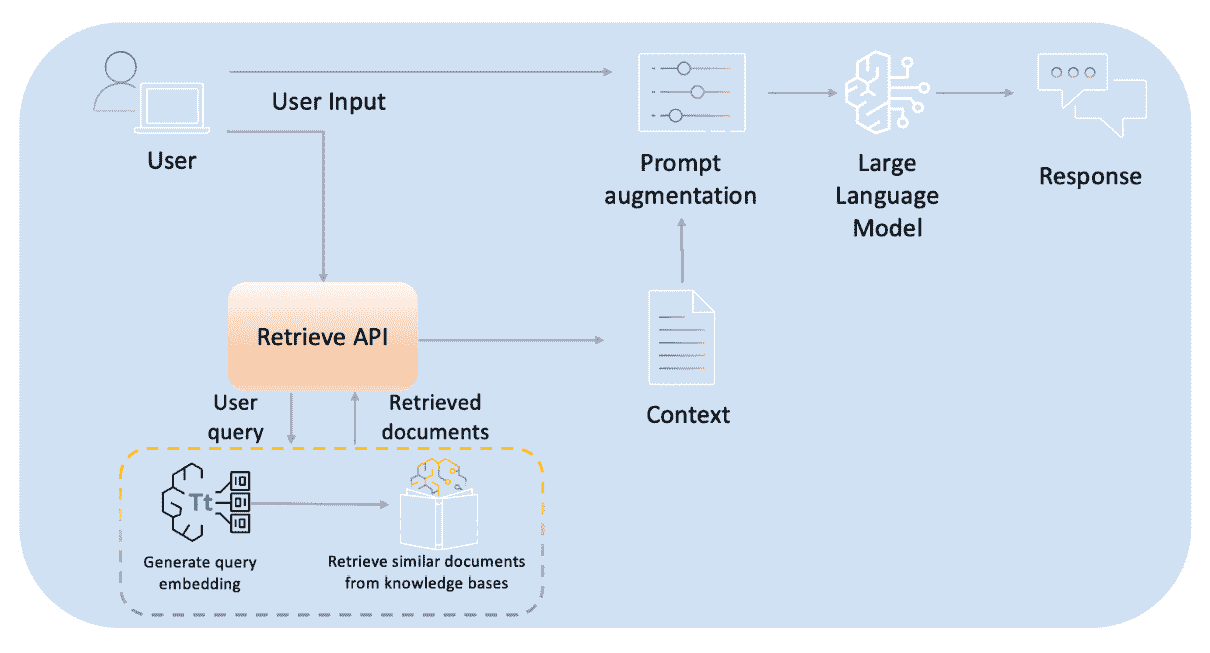 User Input
User
Prompt
augmentation
Large
Language
Model
Response
Retrieve API
Context
User
query
Retrieved
documents
Tt
Generate query
embedding
Retrieve similar documents
from knowledge bases